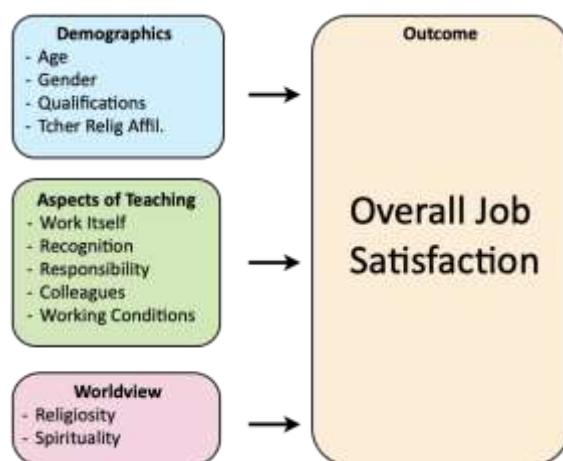 Demographics
- Age
- Gender
- Qualifications
- Tcher Relig Affil.
Aspects of Teaching
- Work Itself
- Recognition
- Responsibility
- Colleagues
- Working Conditions
Worldview
- Religiosity
- Spirituality
Outcome
Overall Job
Satisfaction